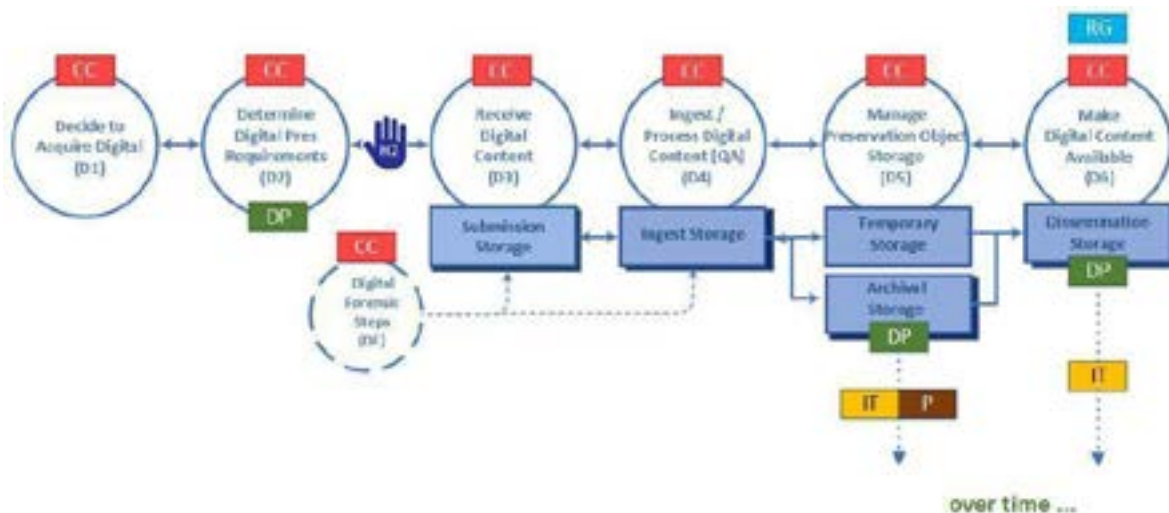 RG
CC
CC
CC
CC
CC
CC
Decide to
Acquire Digital
(D1)
Determine
Digital Pres
Requirements
(D2)
H2
Receive
Digital
Content
(D3)
Ingest /
Process Digital
Content [QA]
(D4)
Manage
Preservation Object
Storage
[D5]
Make
Digital Content
Available
(D6)
DP
Submission
Storage
Ingest Storage
Temporary
Storage
Dissemination
Storage
DP
CC
Digital
Forensic
Steps
Archival
Storage
DP
IT
P
IT
over time ...